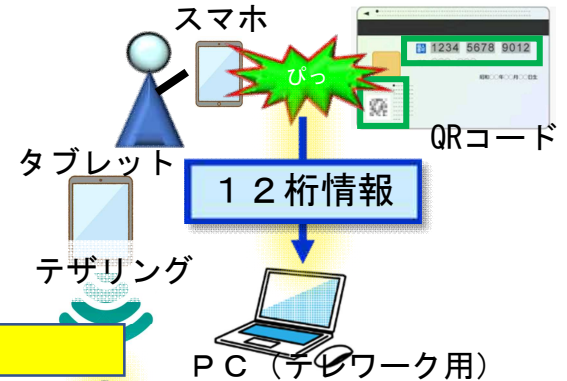 スマホ
1234 5678 9012
ぴっ
QRコード
タブレット
１２桁情報
テザリング
ＰＣ（テレワーク用）